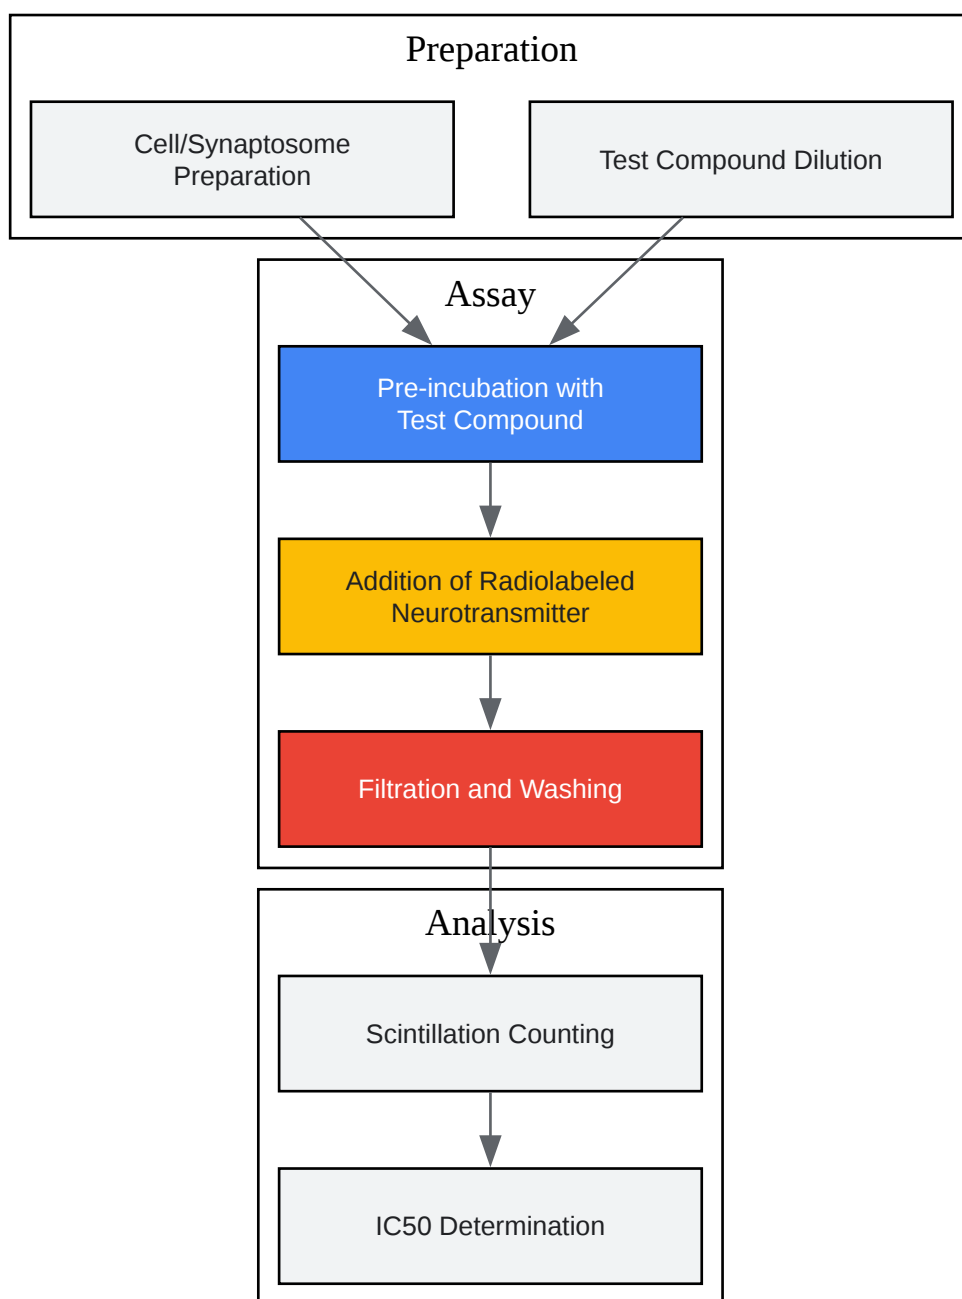 Preparation
Cell/Synaptosome
Preparation
Test Compound Dilution
Assay
Pre-incubation with
Test Compound
Addition of Radiolabeled
Neurotransmitter
Filtration and Washing
Analysis
Scintillation Counting
IC50 Determination